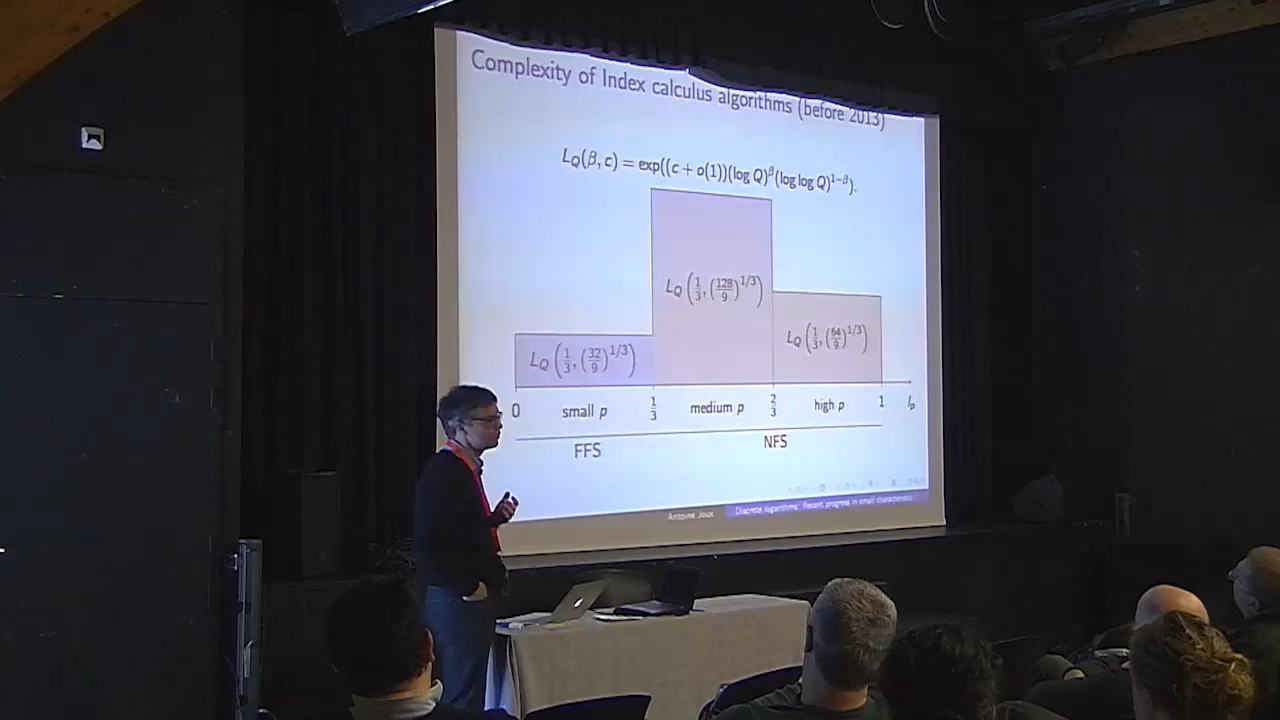 Complexity of Index calculus algorithms (before 2013)
L_Q(β, c) = exp((c + o(1))(log Q)^β(log log Q)^{1−β}).
L_Q (1/3, (128/9)^{1/3})
L_Q (1/3, (64/9)^{1/3})
L_Q (1/3, (32/9)^{1/3})
0 small p 1/3 medium p 2/3 high p 1 l_p
FFS NFS
Antoine Joux Discrete logarithms: Recent progress in small characteristic